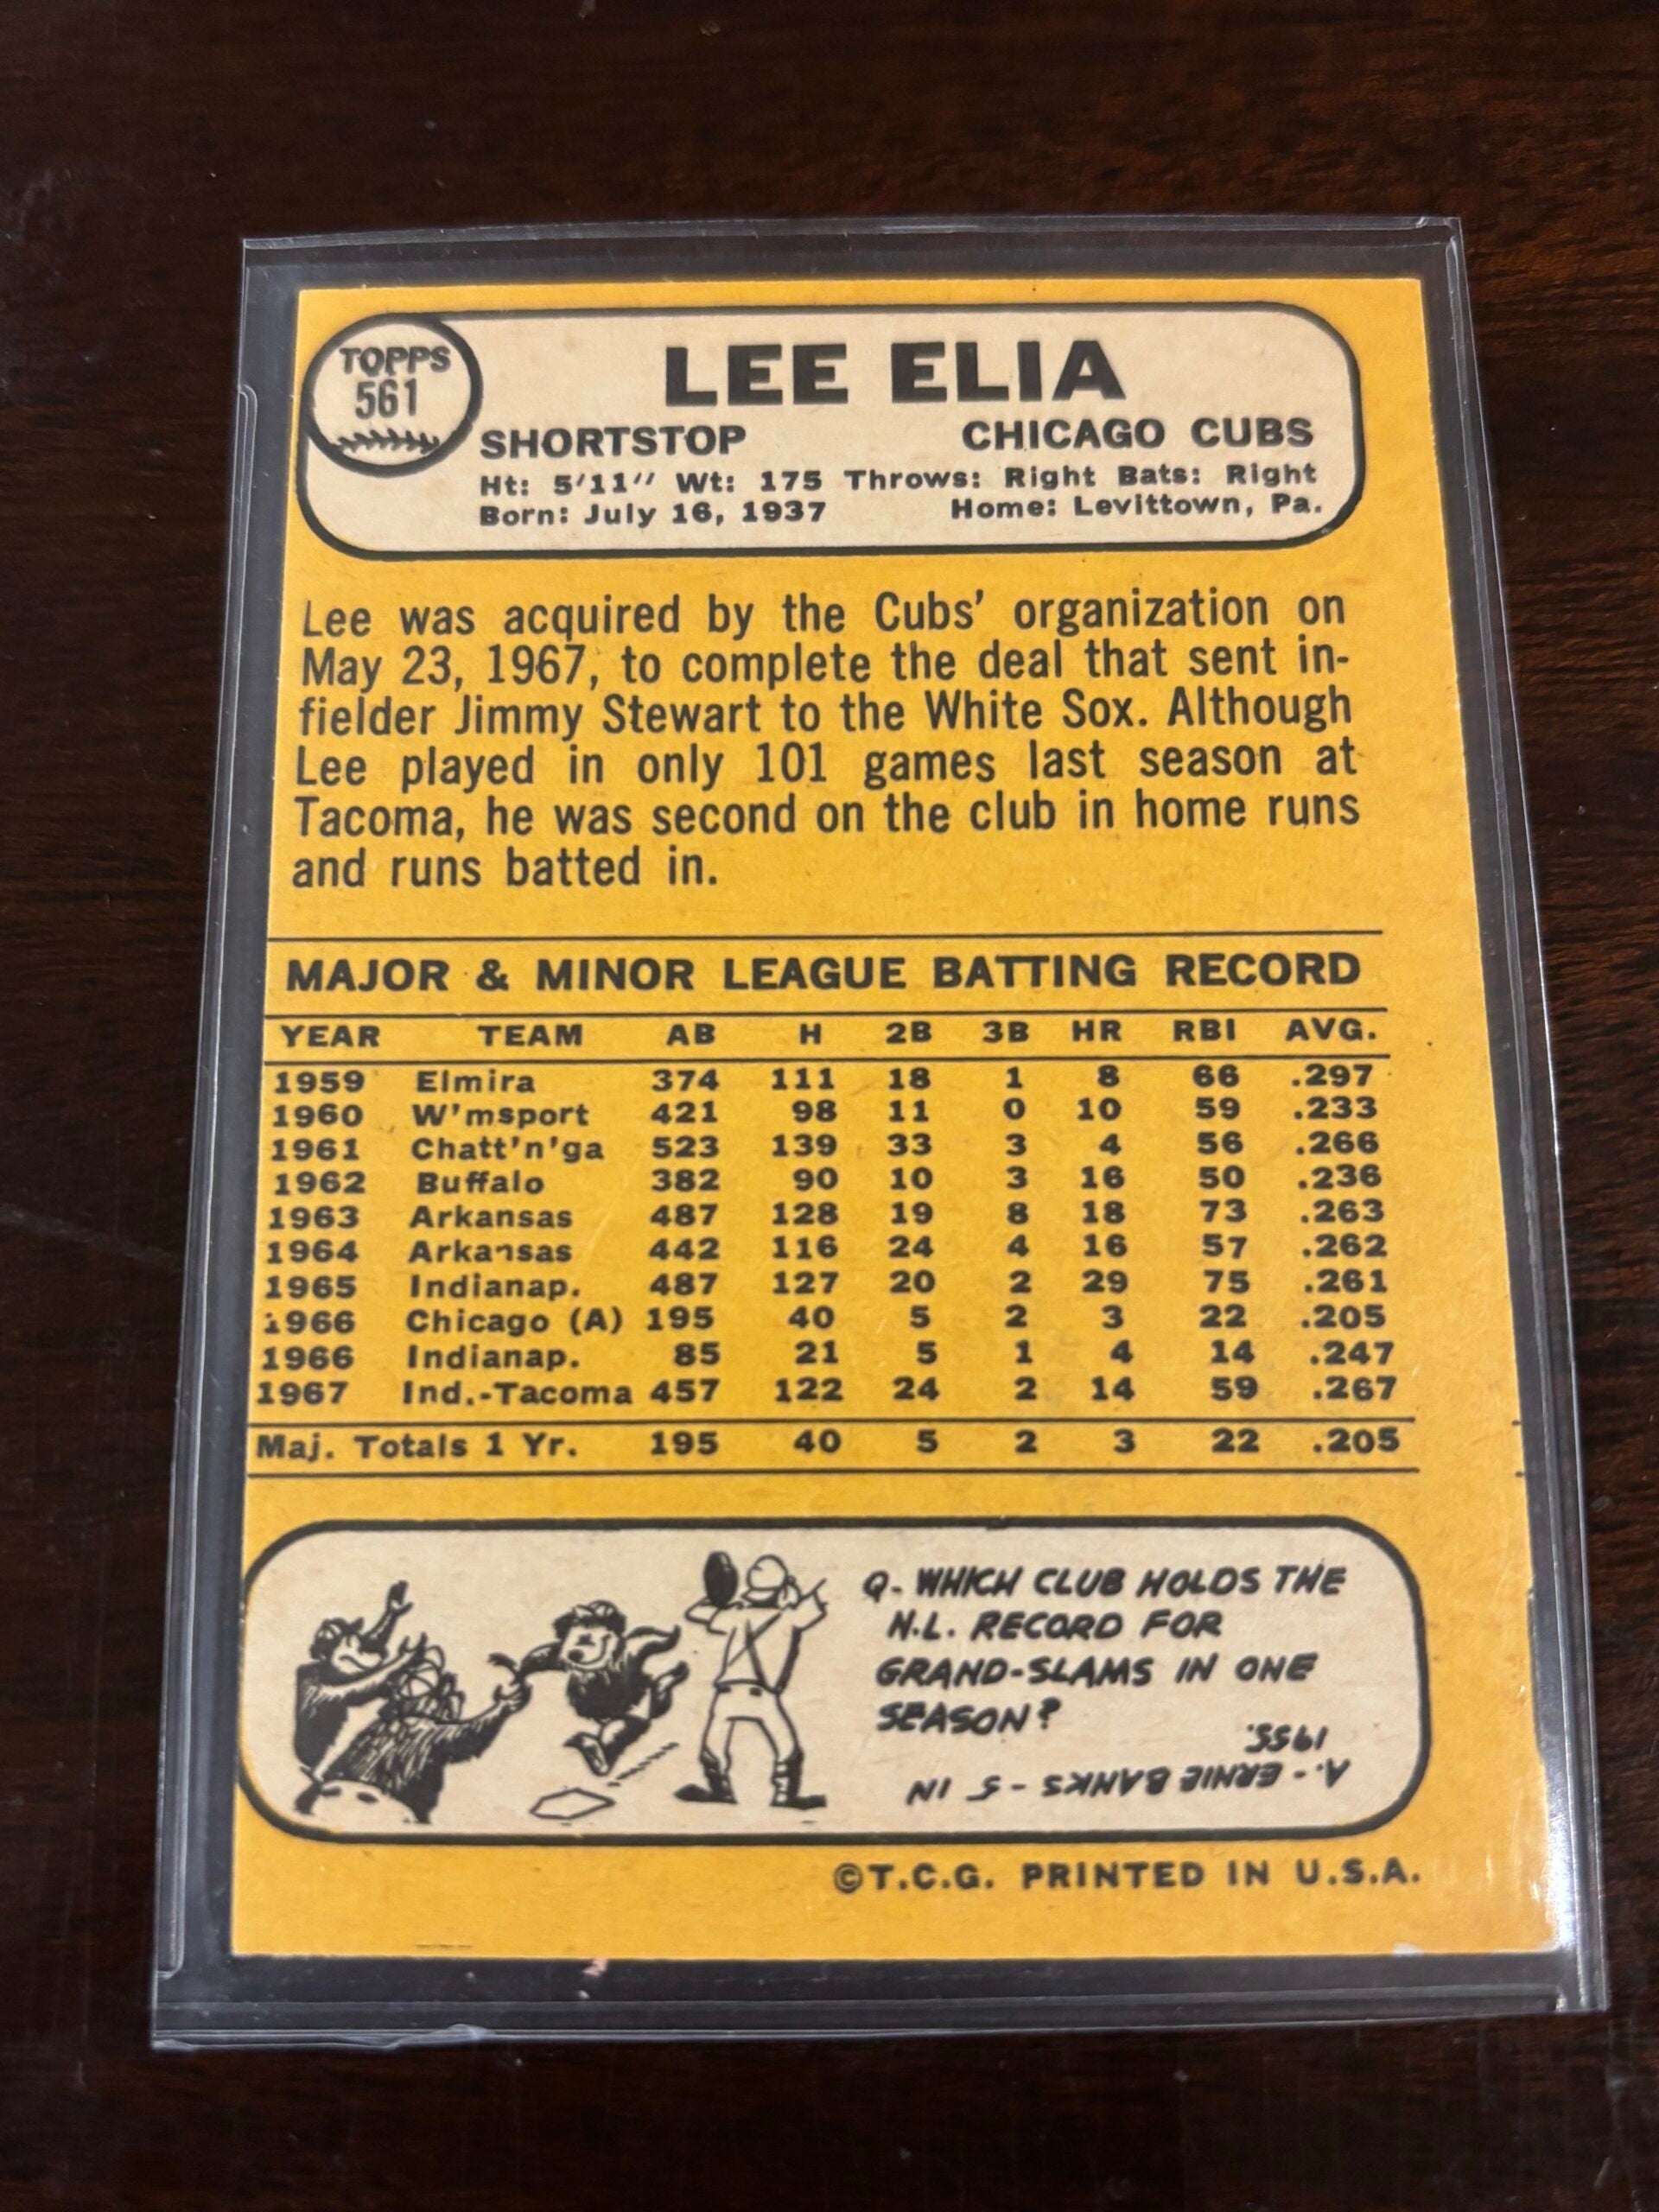 TOPPS
561
LEE ELIA
SHORTSTOP CHICAGO CUBS
Ht: 5'11" Wt: 175 Throws: Right Bats: Right
Born: July 16, 1937 Home: Levittown, Pa.
Lee was acquired by the Cubs' organization on
May 23, 1967, to complete the deal that sent in-
fielder Jimmy Stewart to the White Sox. Although
Lee played in only 101 games last season at
Tacoma, he was second on the club in home runs
and runs batted in.
MAJOR & MINOR LEAGUE BATTING RECORD
YEAR TEAM AB H 2B 3B HR RBI AVG.
1959 Elmira 374 111 18 1 8 66 .297
1960 W'msport 421 98 11 0 10 59 .233
1961 Chatt'n'ga 523 139 33 3 4 56 .266
1962 Buffalo 382 90 10 3 16 50 .236
1963 Arkansas 487 128 19 8 18 73 .263
1964 Arkansas 442 116 24 4 16 57 .262
1965 Indianap. 487 127 20 2 29 75 .261
1966 Chicago (A) 195 40 5 2 3 22 .205
1966 Indianap. 85 21 5 1 4 14 .247
1967 Ind.-Tacoma 457 122 24 2 14 59 .267
Maj. Totals 1 Yr. 195 40 5 2 3 22 .205
Q- WHICH CLUB HOLDS THE
N.L. RECORD FOR
GRAND-SLAMS IN ONE
SEASON?
A.- ERNIE BANKS - 5 IN
1955.
©T.C.G. PRINTED IN U.S.A.